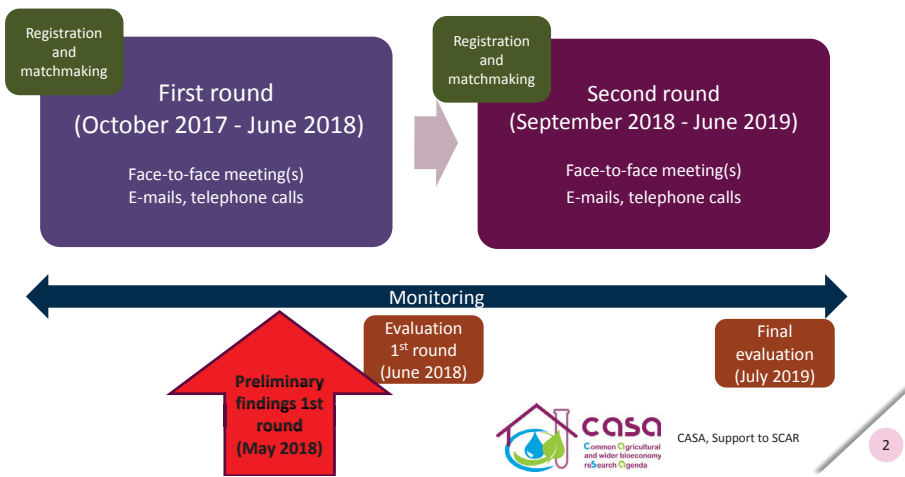 Registration
and
matchmaking
First round
(October 2017 - June 2018)
Face-to-face meeting(s)
E-mails, telephone calls
Registration
and
matchmaking
Second round
(September 2018 - June 2019)
Face-to-face meeting(s)
E-mails, telephone calls
Monitoring
Evaluation
1st round
(June 2018)
Final
evaluation
(July 2019)
Preliminary
findings 1st
round
(May 2018)
casa
Common agricultural
and wider bioeconomy
reSearch agenda
CASA, Support to SCAR
2